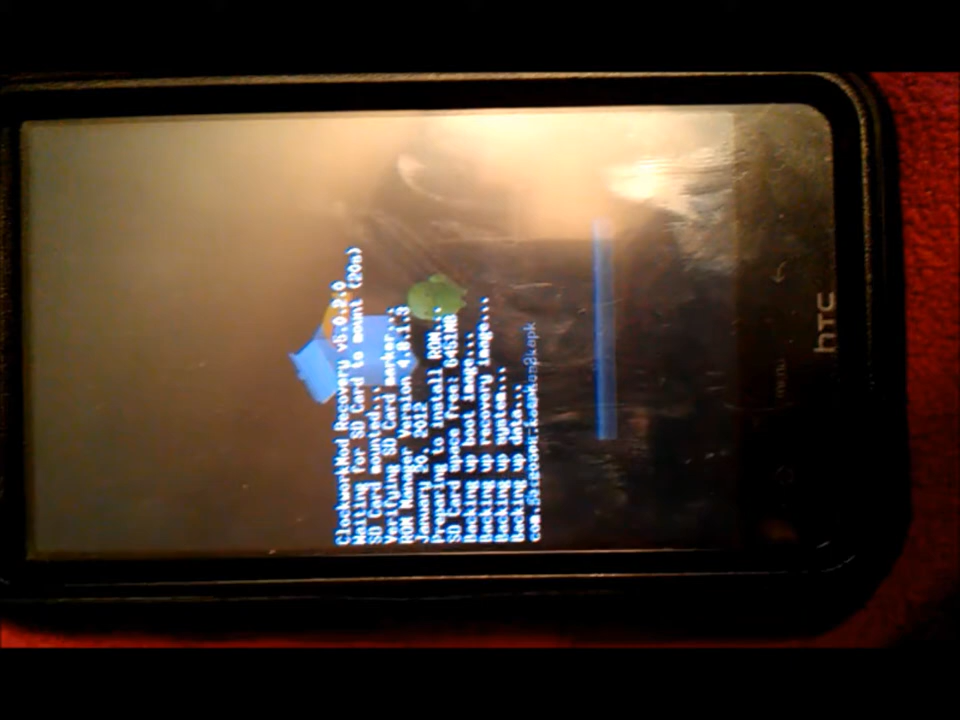 ClockworkMod Recovery v5.0.2.0
Waiting for SD Card to mount (20s)
SD Card mounted...
Verifying SD Card marker...
ROM Manager Version 4.8.1.3
January 20, 2012
Preparing to install ROM...
SD Card space free: 6451MB
Backing up boot image...
Backing up recovery image...
Backing up system...
Backing up data...
hTC